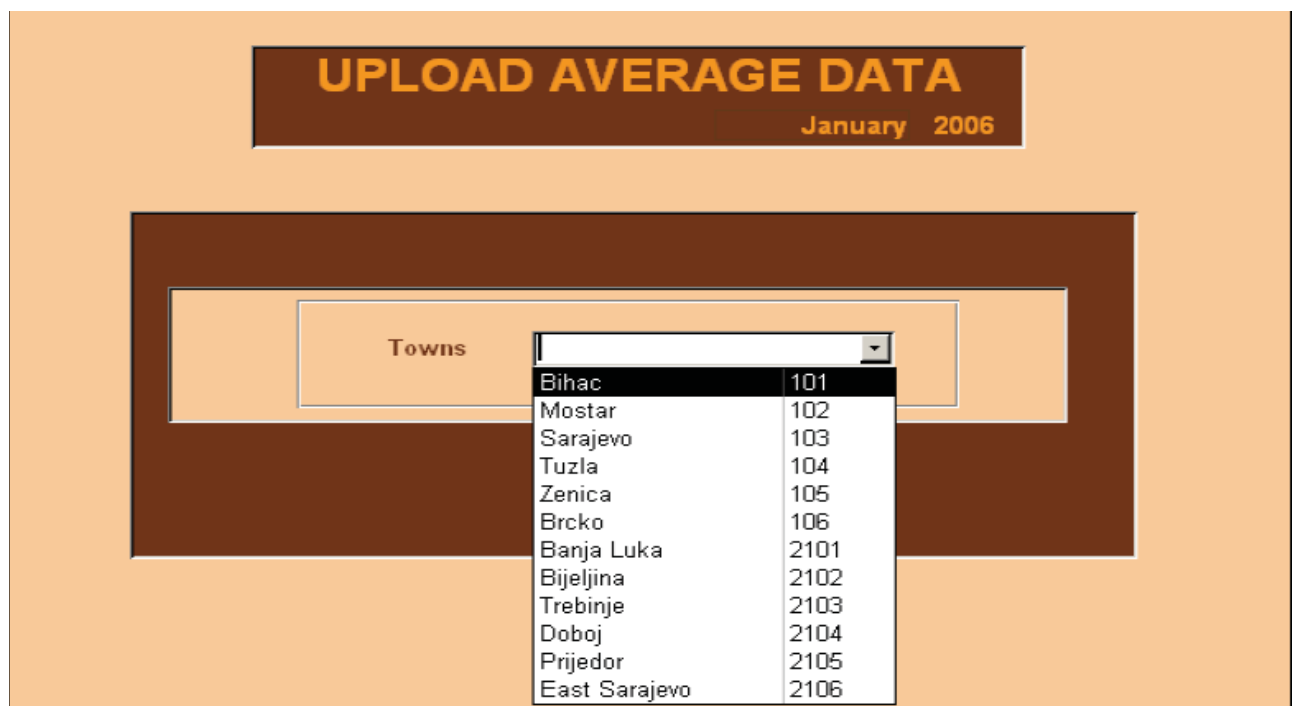 UPLOAD AVERAGE DATA
January 2006
Towns
Bihac 101
Mostar 102
Sarajevo 103
Tuzla 104
Zenica 105
Brcko 106
Banja Luka 2101
Bijeljina 2102
Trebinje 2103
Doboj 2104
Prijedor 2105
East Sarajevo 2106